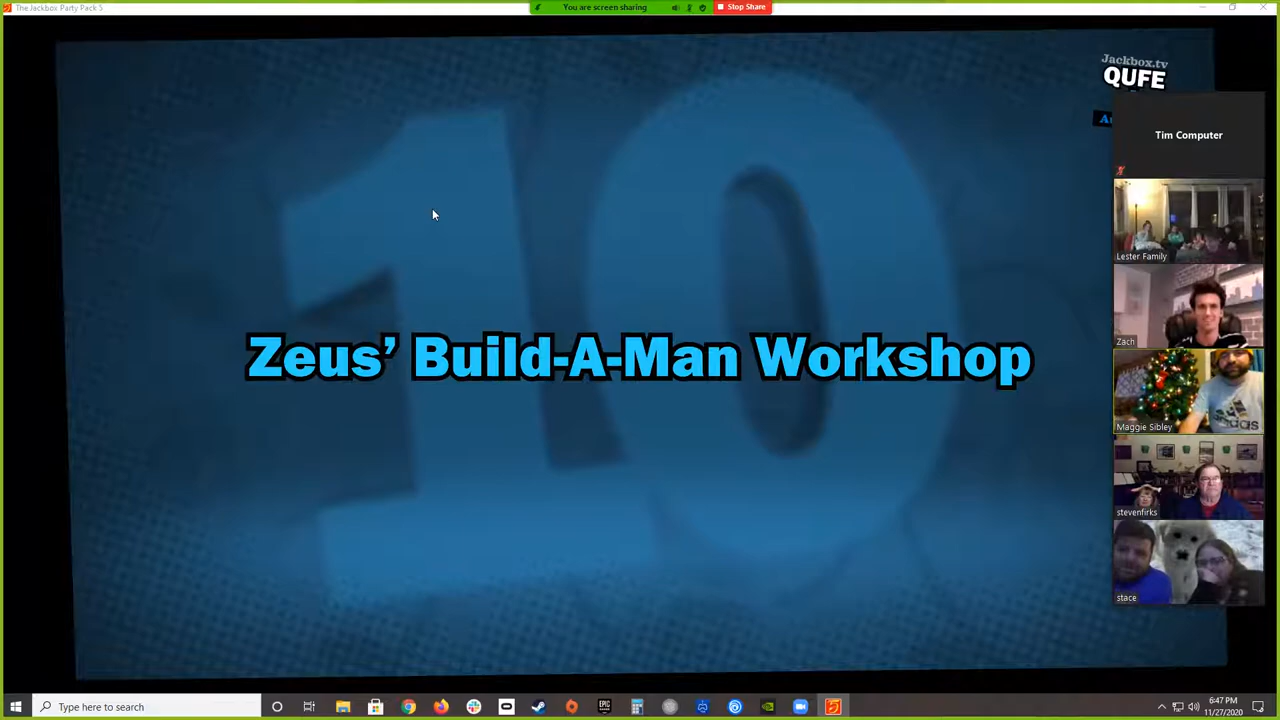 The Jackbox Party Pack 5
You are screen sharing
Stop Share
Jackbox.tv
QUFE
10
Tim Computer
Lester Family
Zach
Zeus’ Build-A-Man Workshop
Maggie Sibley
adidas
stevenfirks
stace
Type here to search
EPIC
6:47 PM
11/27/2020